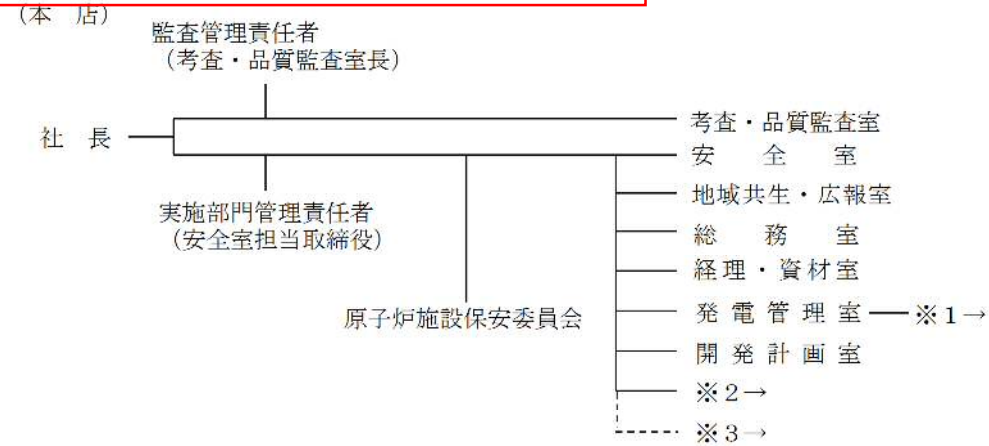 （本　店）
監査管理責任者
（考査・品質監査室長）
社　長
考査・品質監査室
安　全　室
地域共生・広報室
実施部門管理責任者
（安全室担当取締役）
総　務　室
経理・資材室
原子炉施設保安委員会
発電管理室
※1→
開発計画室
※2→
※3→